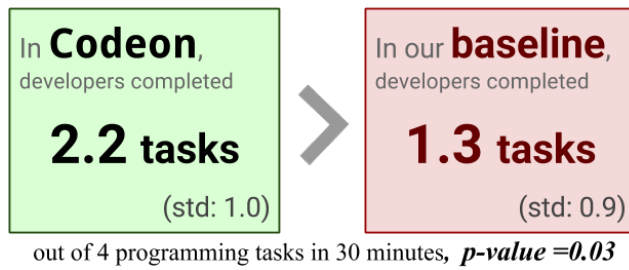 In Codeon,
developers completed
2.2 tasks
(std: 1.0)
>
In our baseline,
developers completed
1.3 tasks
(std: 0.9)
out of 4 programming tasks in 30 minutes, p-value =0.03